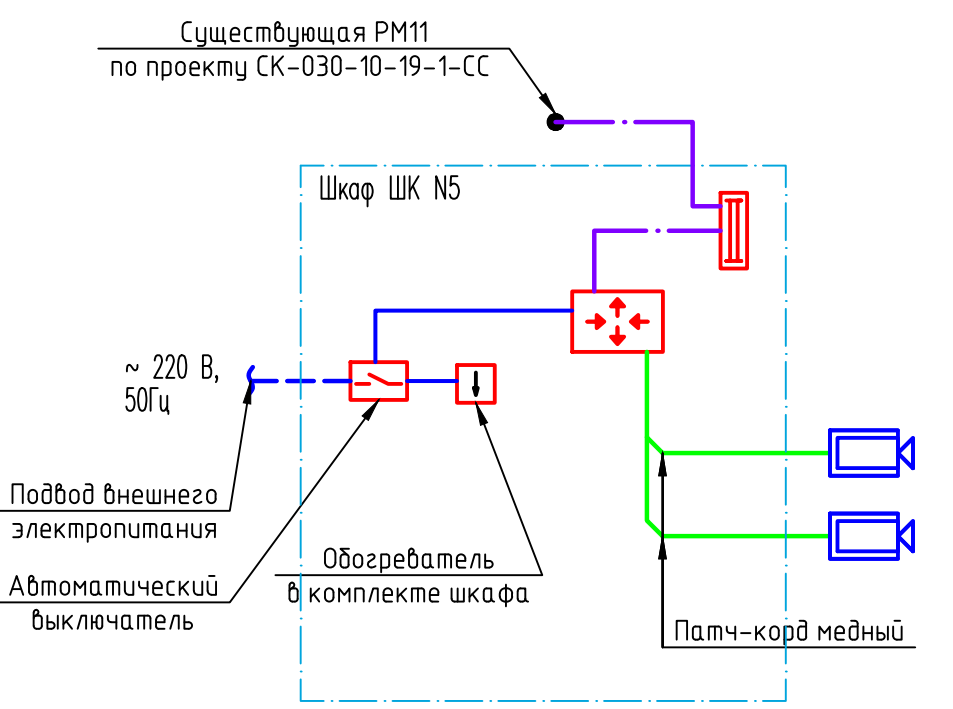 Существующая РМ11
по проекту СК-030-10-19-1-СС
Шкаф ШК N5
~ 220 В,
50Гц
Подвод внешнего
электропитания
Обогреватель
в комплекте шкафа
Автоматический
выключатель
Патч-корд медный